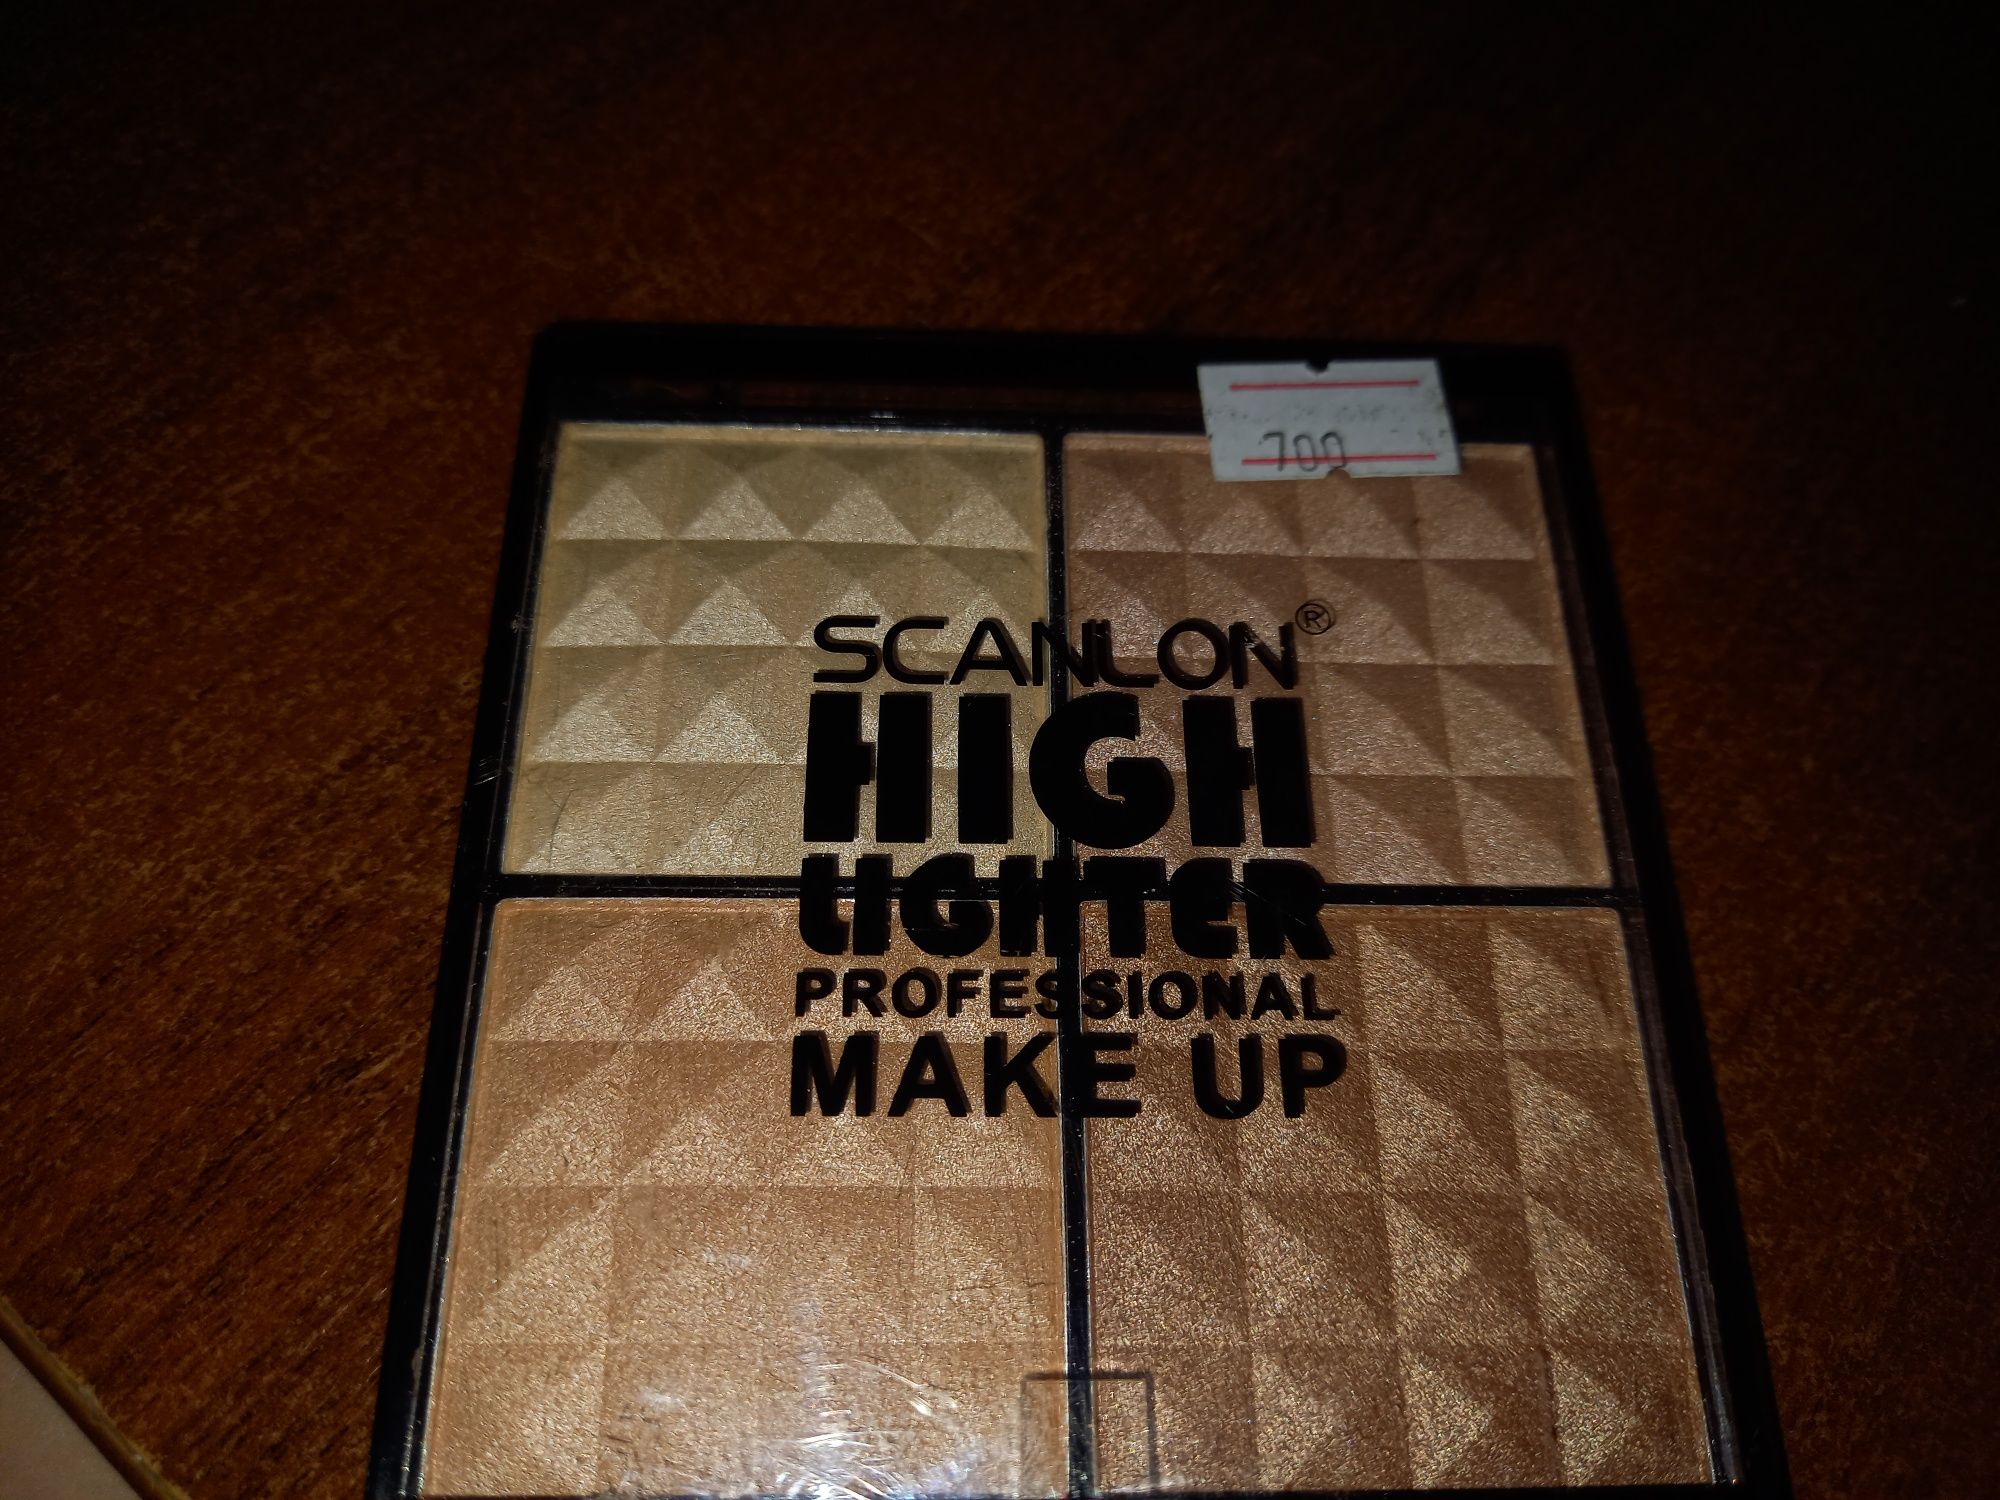 700
SCANLON®
HIGH
LIGHTER
PROFESSIONAL
MAKE UP